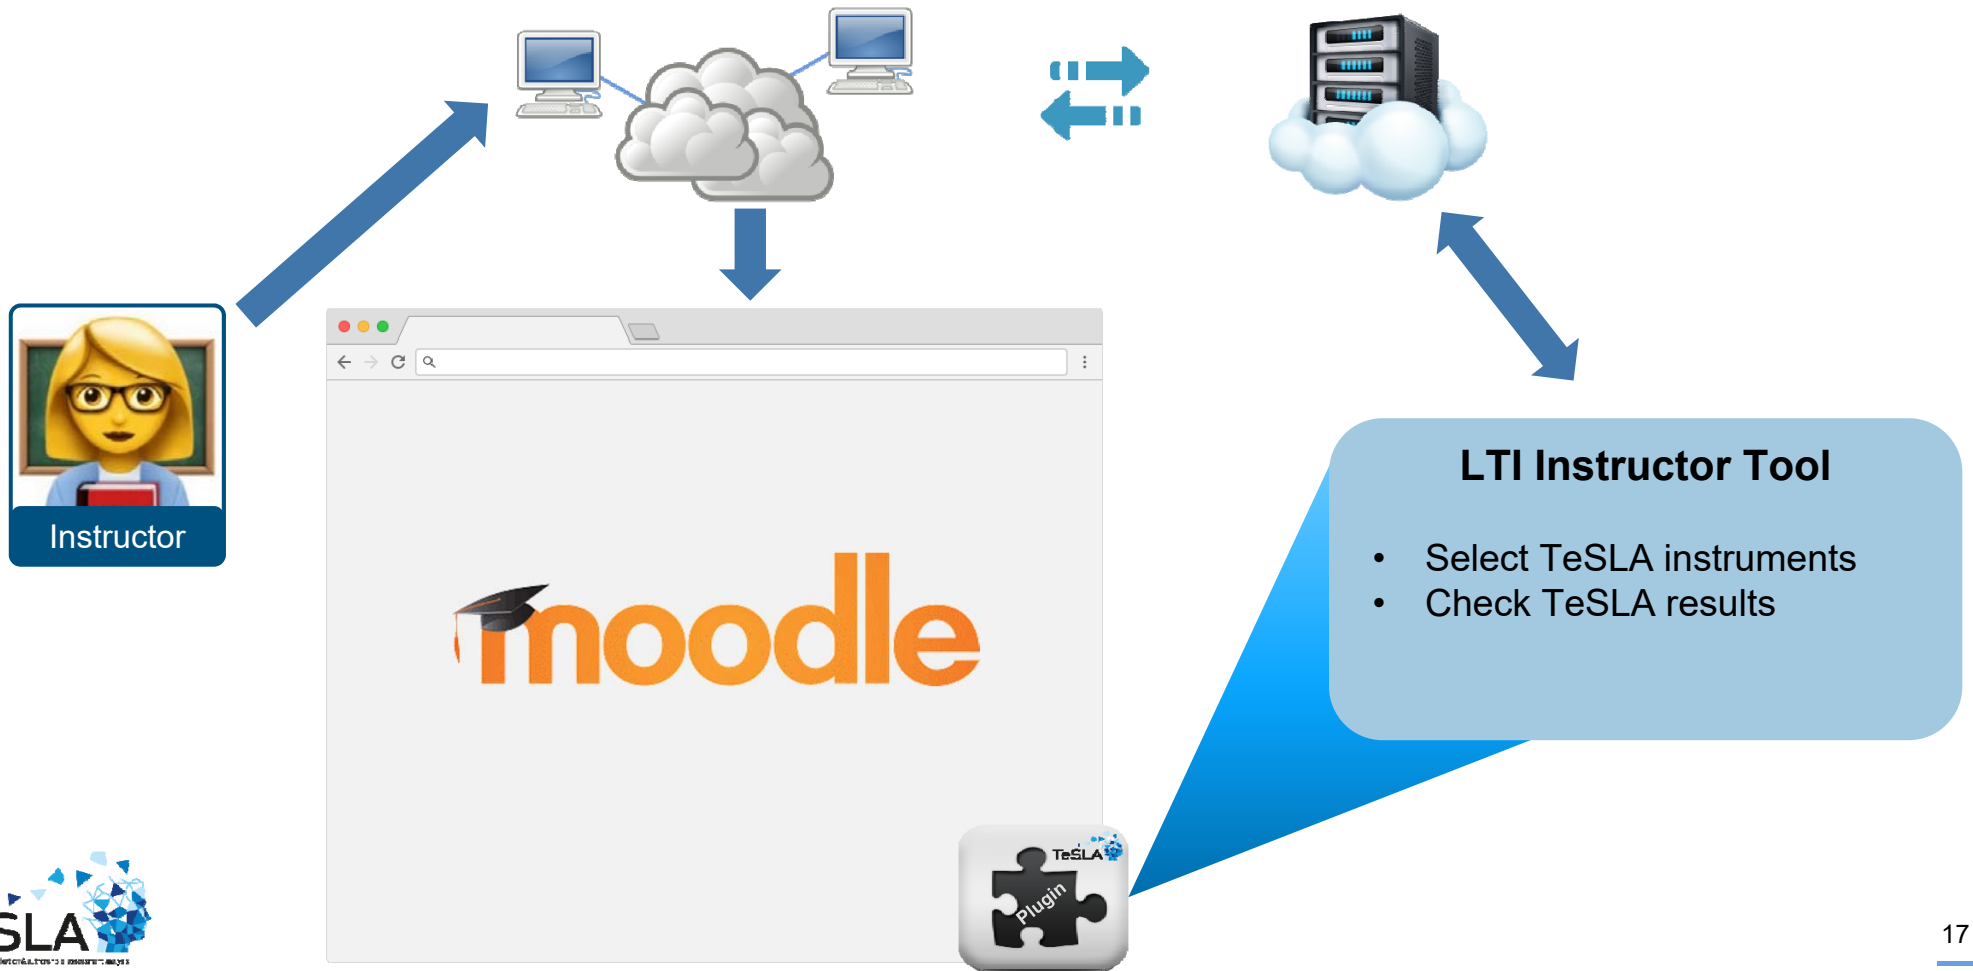 Instructor
moodle
LTI Instructor Tool
• Select TeSLA instruments
• Check TeSLA results
TeSLA
Plugin
SLA
17